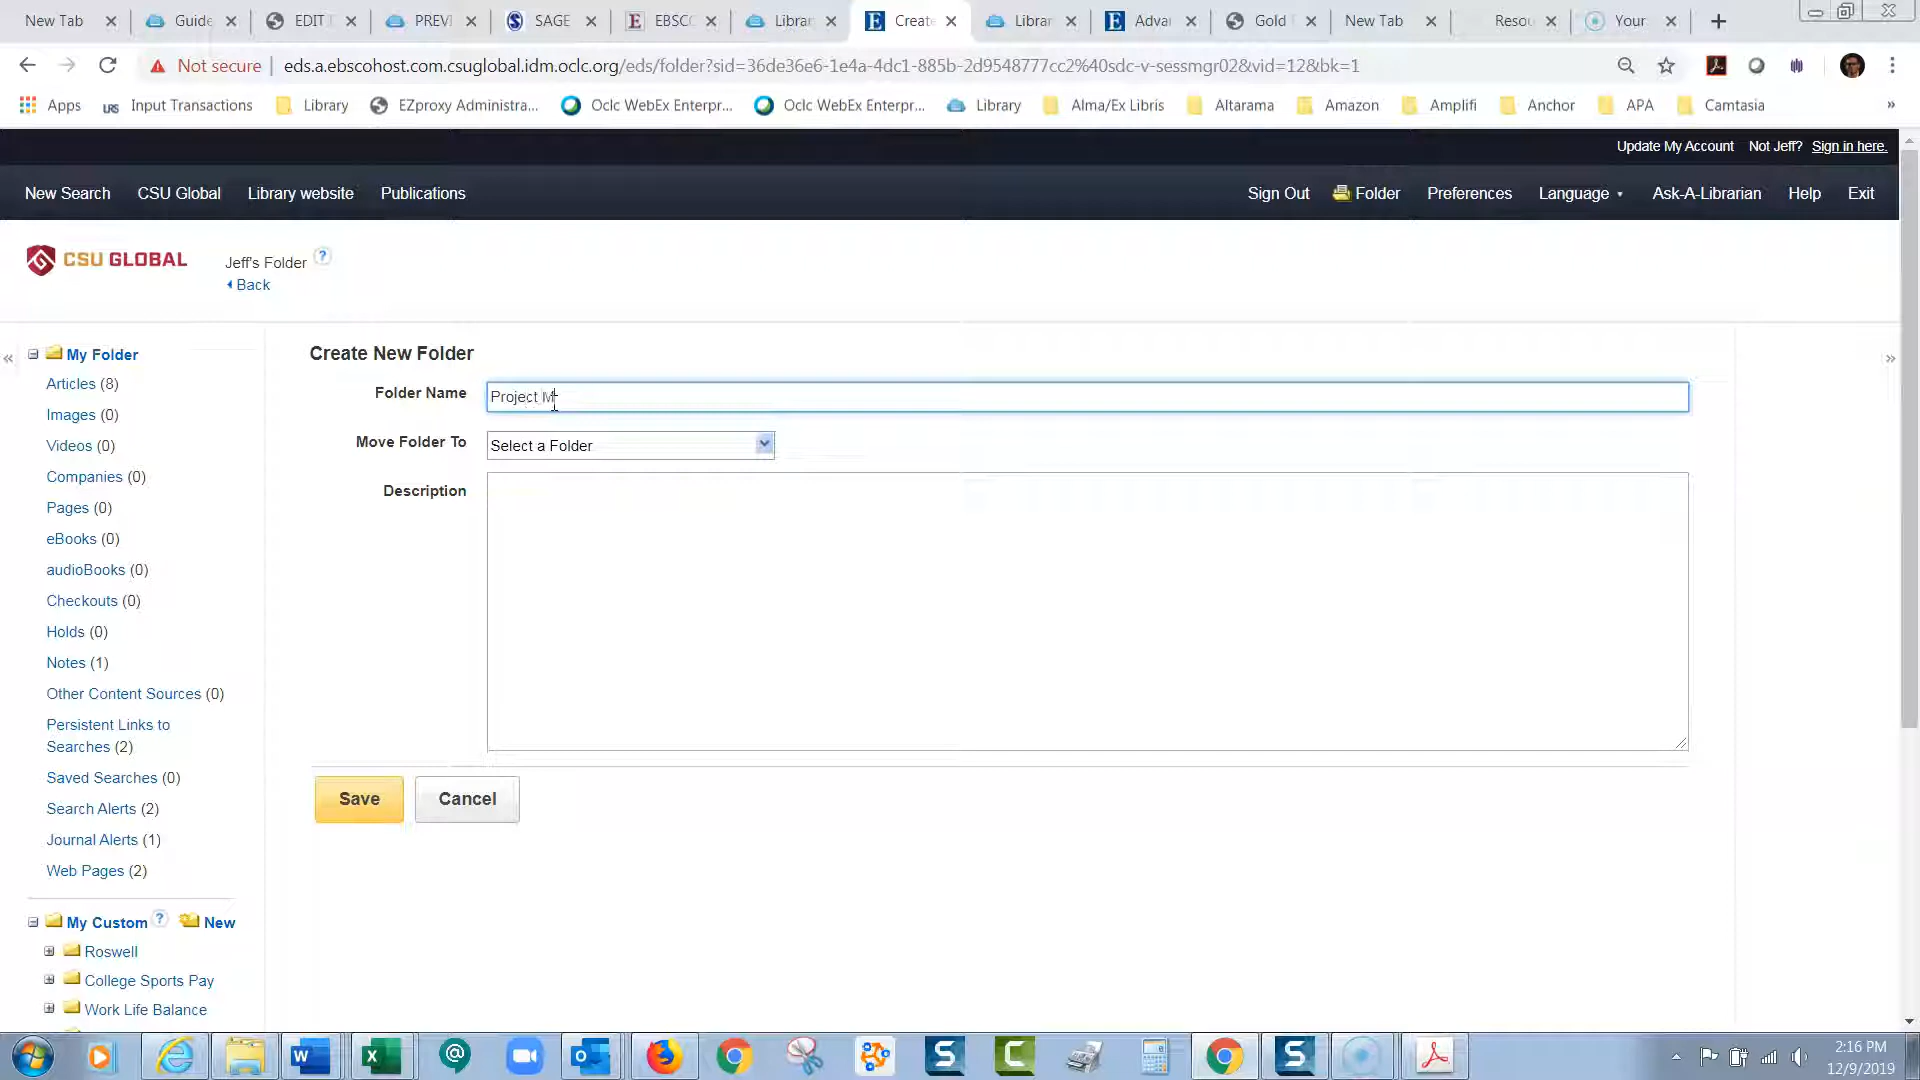 New Tab
Guide
EDIT T
PREVI
SAGE
EBSCO
Librar
Create
Librar
Advar
Gold T
New Tab
Resou
Your
Not secure
eds.a.ebscohost.com.csuglobal.idm.oclc.org/eds/folder?sid=36de36e6-1e4a-4dc1-885b-2d9548777cc2%40sdc-v-sessmgr02&vid=12&bk=1
Apps
URS Input Transactions
Library
EZproxy Administra...
Oclc WebEx Enterpr...
Oclc WebEx Enterpr...
Library
Alma/Ex Libris
Altarama
Amazon
Amplifi
Anchor
APA
Camtasia
»
Update My Account Not Jeff? Sign in here.
New Search CSU Global Library website Publications
Sign Out Folder Preferences Language Ask-A-Librarian Help Exit
CSU GLOBAL
Jeff's Folder ?
Back
«
»
My Folder
Articles (8)
Images (0)
Videos (0)
Companies (0)
Pages (0)
eBooks (0)
audioBooks (0)
Checkouts (0)
Holds (0)
Notes (1)
Other Content Sources (0)
Persistent Links to
Searches (2)
Saved Searches (0)
Search Alerts (2)
Journal Alerts (1)
Web Pages (2)
My Custom ? New
Roswell
College Sports Pay
Work Life Balance
Create New Folder
Folder Name
Project M
Move Folder To
Select a Folder
Description
Save
Cancel
2:16 PM
12/9/2019